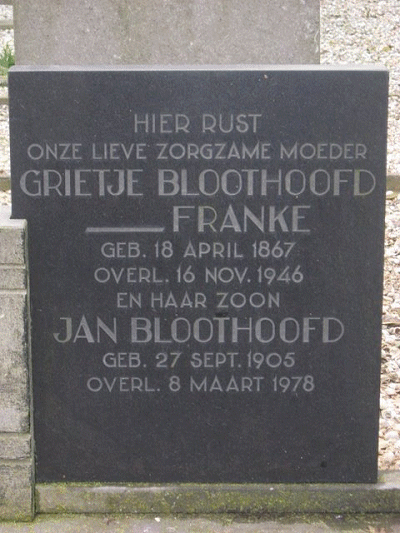 HIER RUST
ONZE LIEVE ZORGZAME MOEDER
GRIETJE BLOOTHOOFD
——— FRANKE
GEB. 18 APRIL 1867
OVERL. 16 NOV. 1946
EN HAAR ZOON
JAN BLOOTHOOFD
GEB. 27 SEPT. 1905
OVERL. 8 MAART 1978